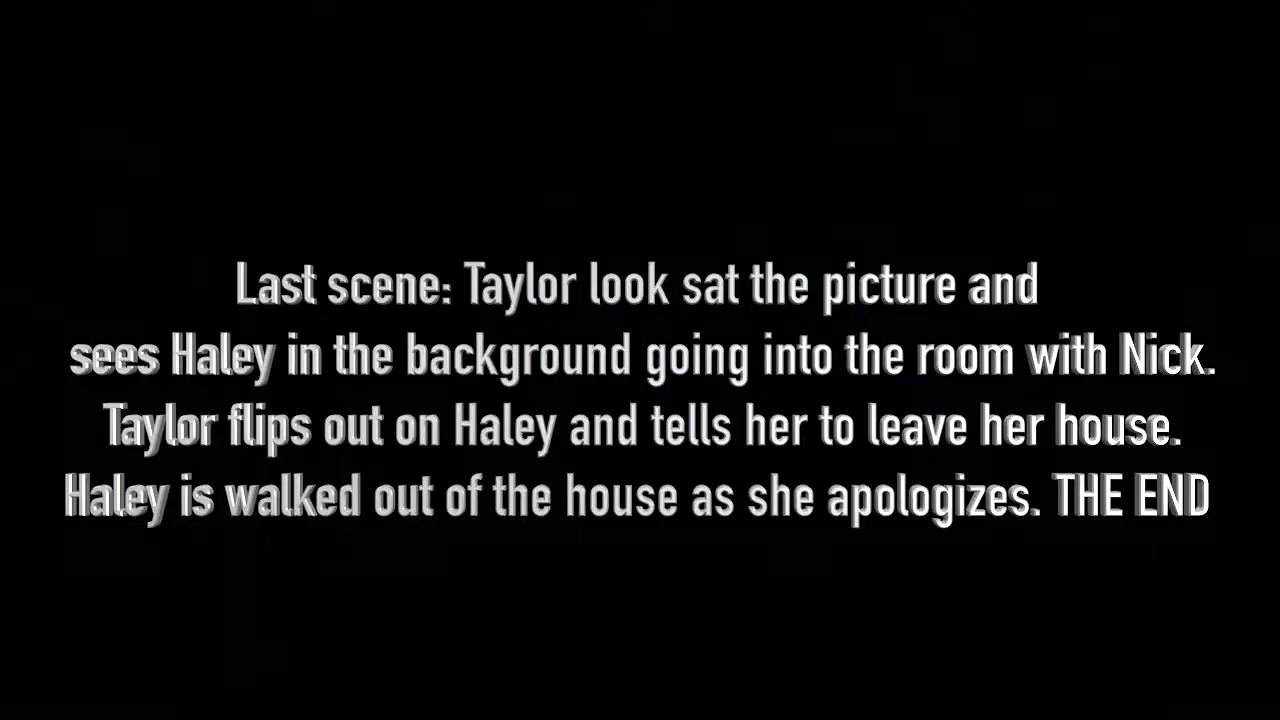 Last scene: Taylor look sat the picture and
sees Haley in the background going into the room with Nick.
Taylor flips out on Haley and tells her to leave her house.
Haley is walked out of the house as she apologizes. THE END